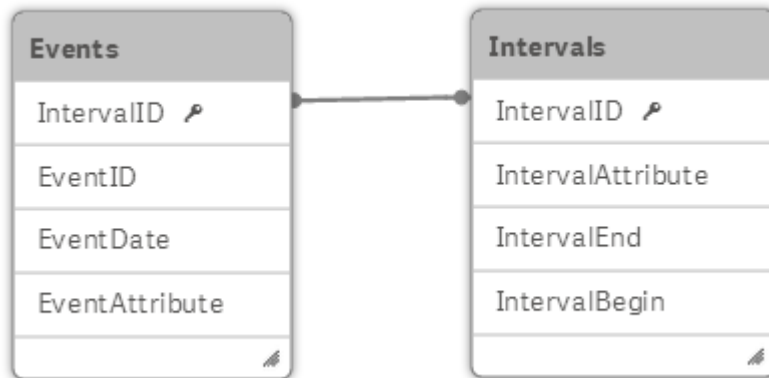 Events
IntervalID
EventID
EventDate
EventAttribute
Intervals
IntervalID
IntervalAttribute
IntervalEnd
IntervalBegin